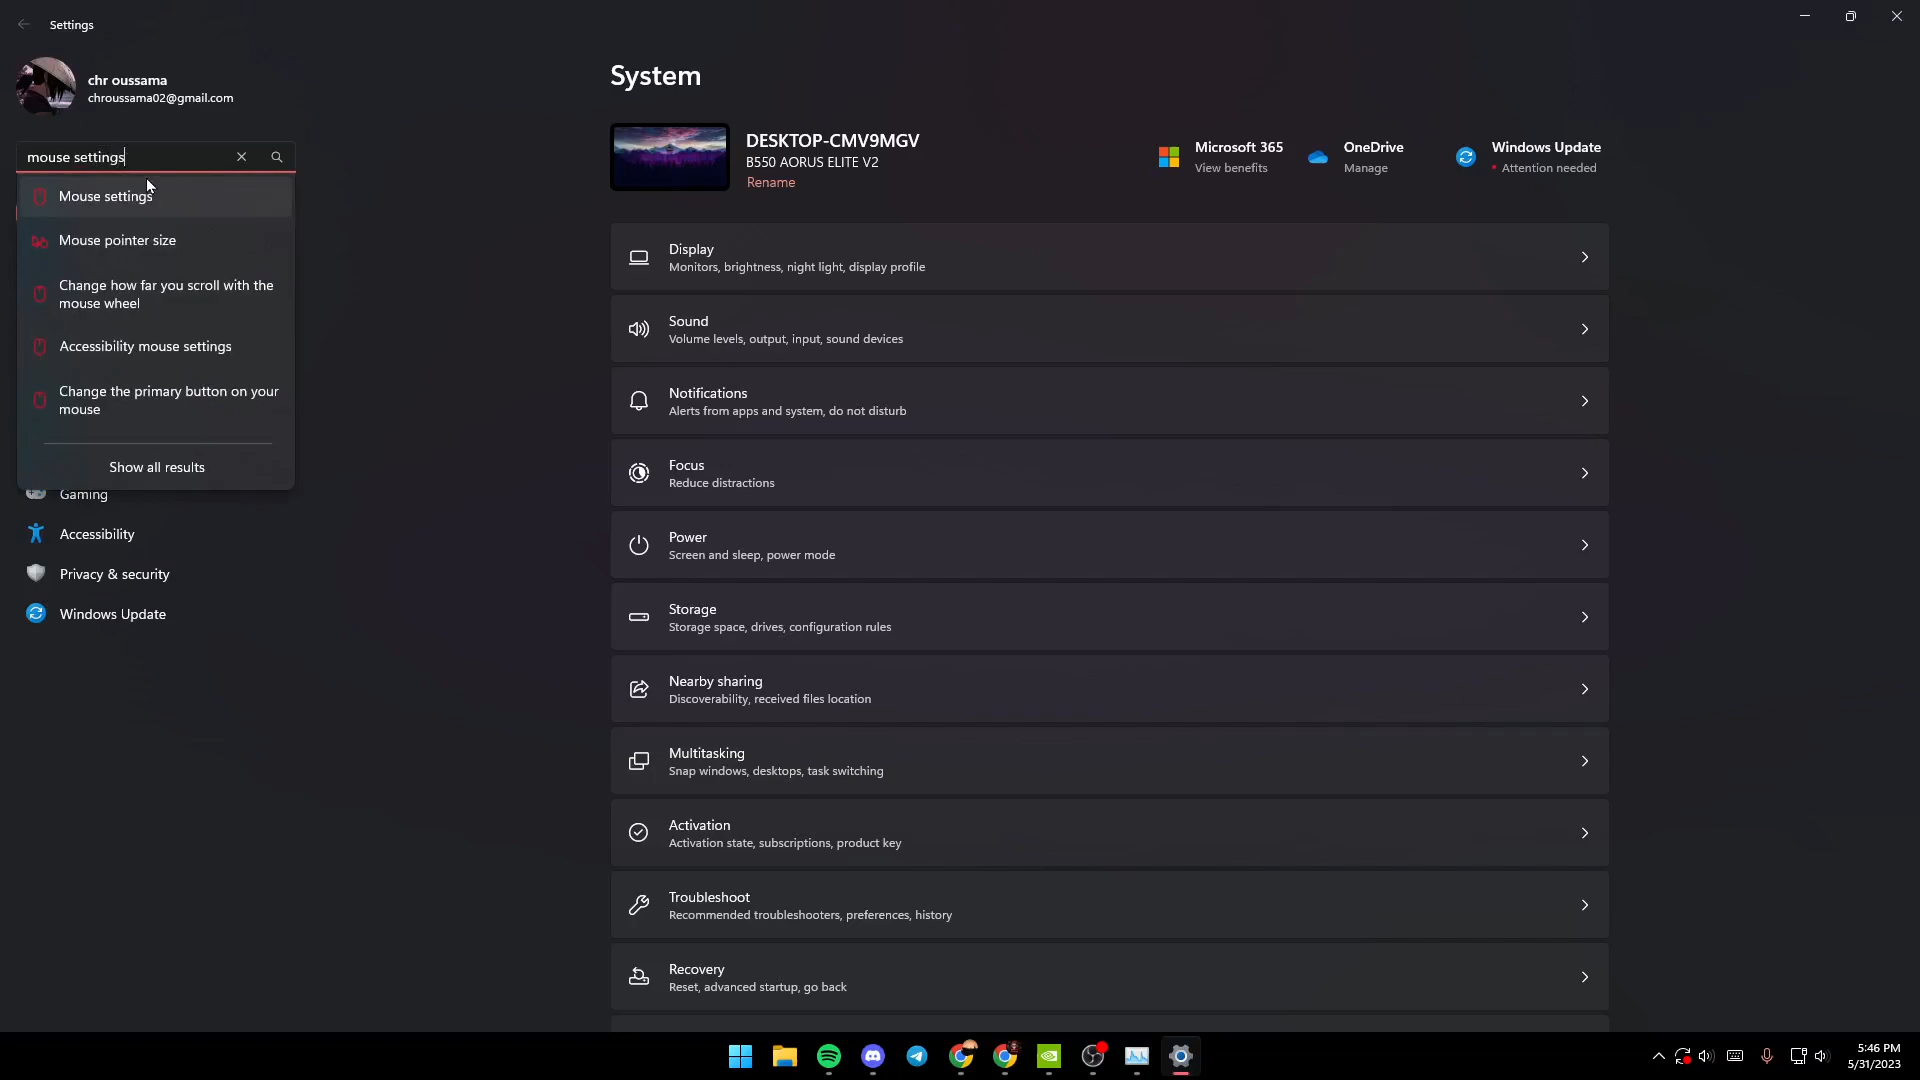 Settings
chr oussama
chroussama02@gmail.com
mouse settings
Mouse settings
Mouse pointer size
Change how far you scroll with the
mouse wheel
Accessibility mouse settings
Change the primary button on your
mouse
Show all results
Gaming
Accessibility
Privacy & security
Windows Update
System
DESKTOP-CMV9MGV
B550 AORUS ELITE V2
Rename
Microsoft 365
View benefits
OneDrive
Manage
Windows Update
Attention needed
Display
Monitors, brightness, night light, display profile
Sound
Volume levels, output, input, sound devices
Notifications
Alerts from apps and system, do not disturb
Focus
Reduce distractions
Power
Screen and sleep, power mode
Storage
Storage space, drives, configuration rules
Nearby sharing
Discoverability, received files location
Multitasking
Snap windows, desktops, task switching
Activation
Activation state, subscriptions, product key
Troubleshoot
Recommended troubleshooters, preferences, history
Recovery
Reset, advanced startup, go back
5:46 PM
5/31/2023